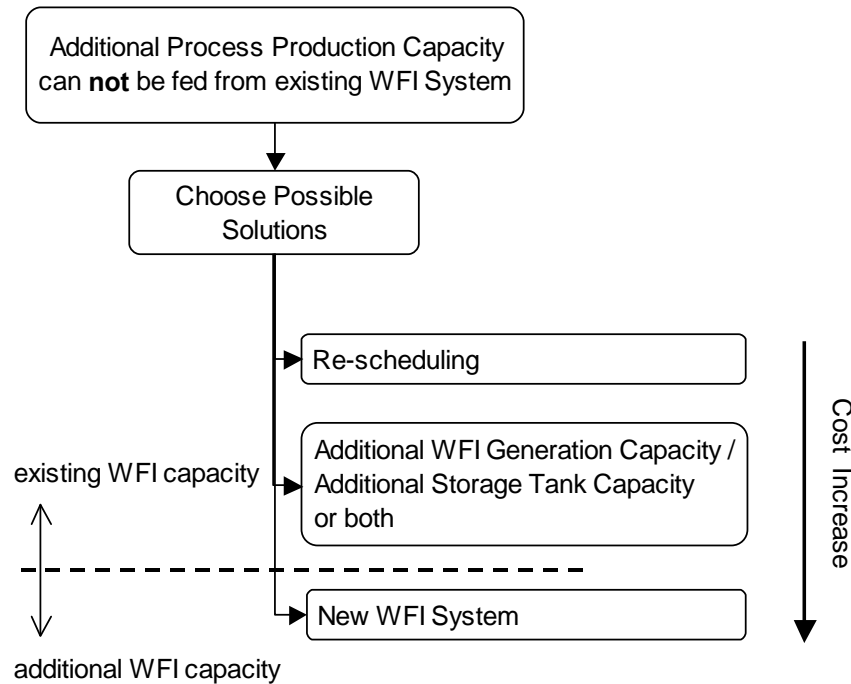 Additional Process Production Capacity
can not be fed from existing WFI System
Choose Possible
Solutions
Re-scheduling
Additional WFI Generation Capacity /
Additional Storage Tank Capacity
or both
existing WFI capacity
New WFI System
additional WFI capacity
Cost Increase